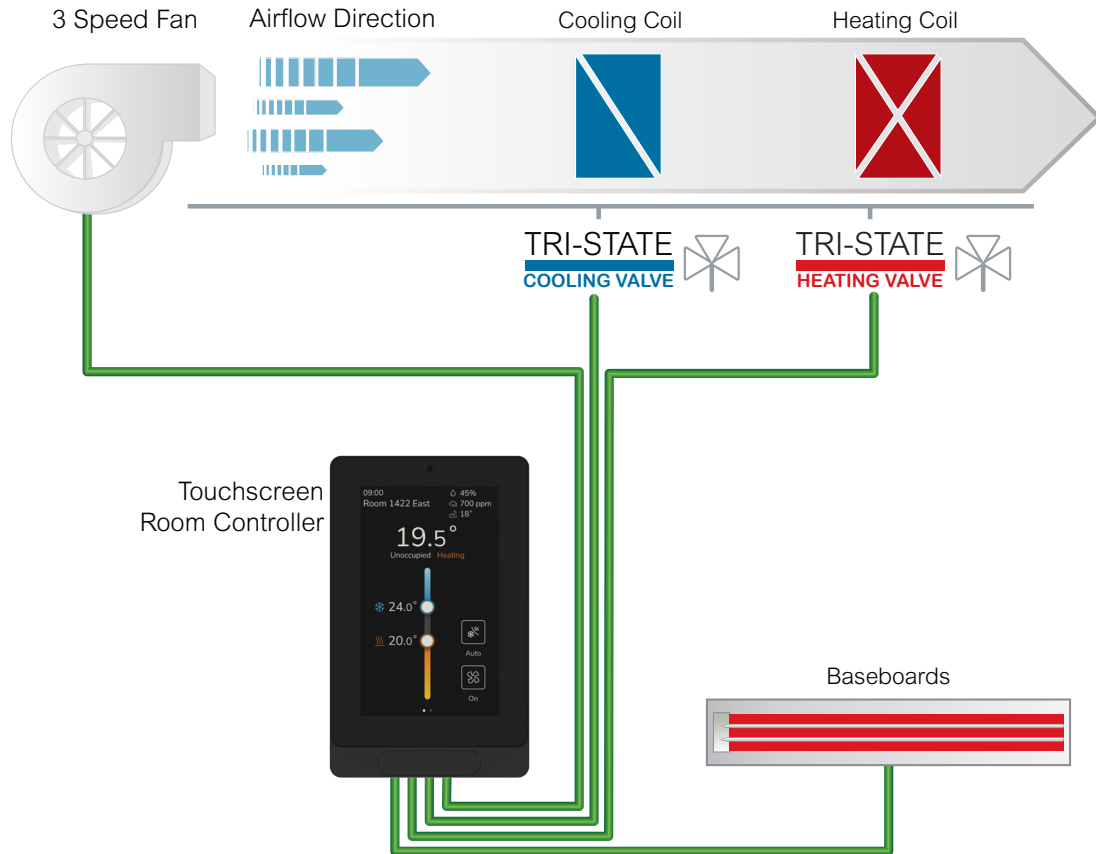 3 Speed Fan
Airflow Direction
Cooling Coil
Heating Coil
TRI-STATE
COOLING VALVE
TRI-STATE
HEATING VALVE
Touchscreen
Room Controller
09:00
Room 1422 East
45%
700 ppm
18°
19.5°
Unoccupied Heating
24.0°
20.0°
Auto
On
Baseboards